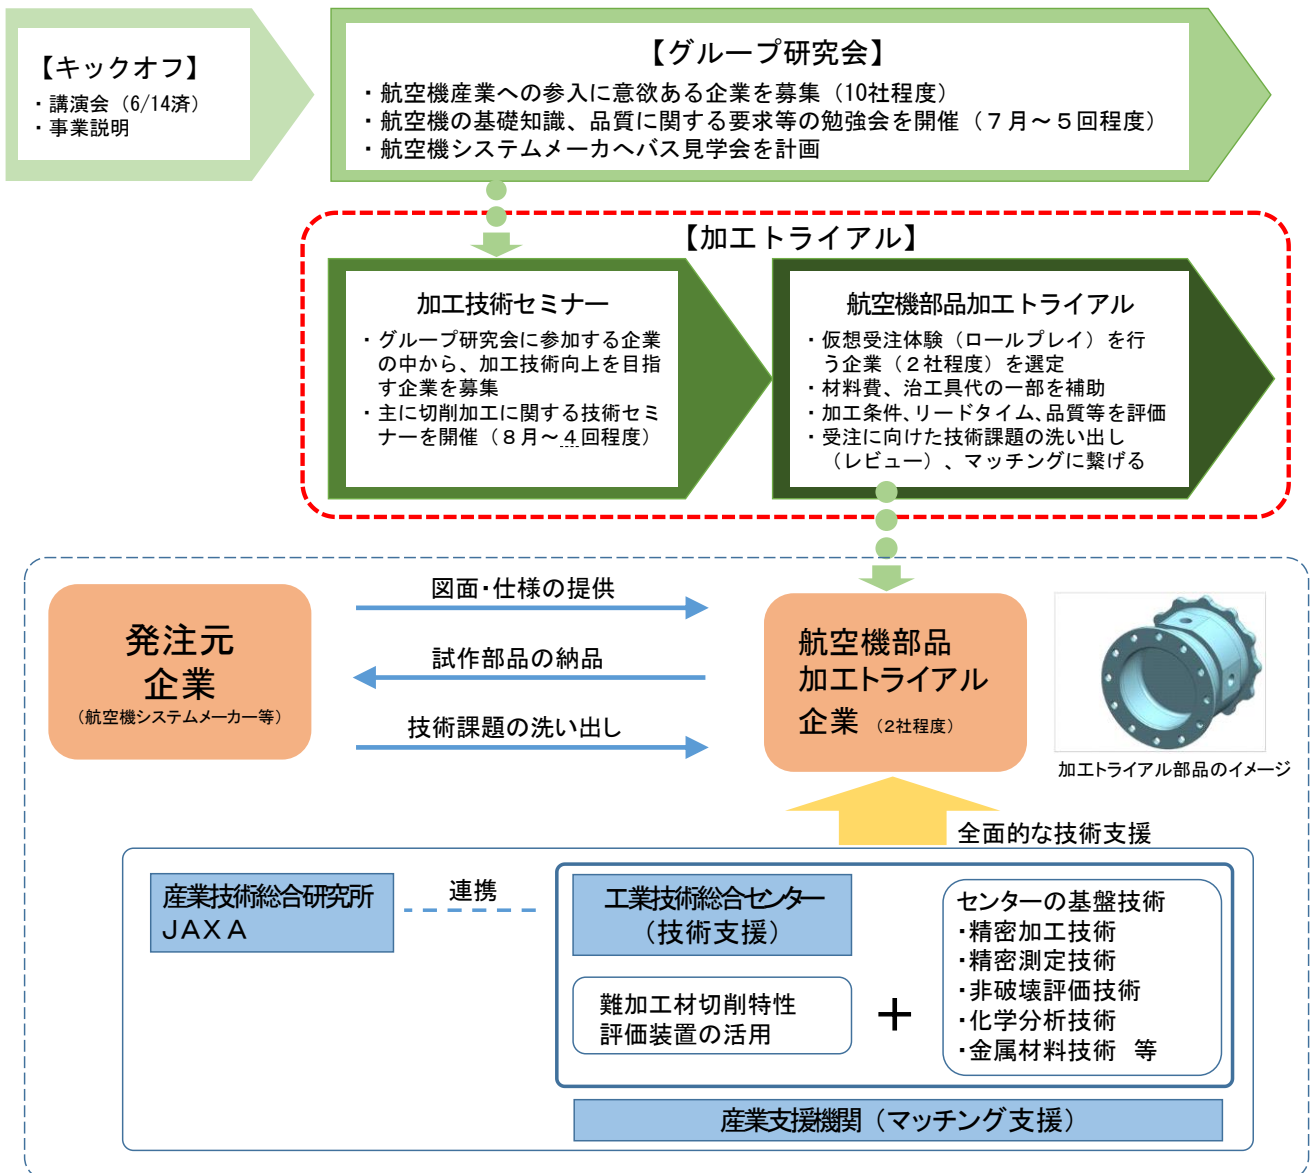 【キックオフ】
・講演会（6/14済）
・事業説明
【グループ研究会】
・航空機産業への参入に意欲ある企業を募集（10社程度）
・航空機の基礎知識、品質に関する要求等の勉強会を開催（７月～５回程度）
・航空機システムメーカへバス見学会を計画
【加工トライアル】
加工技術セミナー
・グループ研究会に参加する企業
の中から、加工技術向上を目指
す企業を募集
・主に切削加工に関する技術セミ
ナーを開催（８月～４回程度）
航空機部品加工トライアル
・仮想受注体験（ロールプレイ）を行
う企業（２社程度）を選定
・材料費、治工具代の一部を補助
・加工条件、リードタイム、品質等を評価
・受注に向けた技術課題の洗い出し
（レビュー）、マッチングに繋げる
発注元
企業
（航空機システムメーカー等）
図面・仕様の提供
試作部品の納品
技術課題の洗い出し
航空機部品
加工トライアル
企業（2社程度）
加工トライアル部品のイメージ
全面的な技術支援
産業技術総合研究所
ＪＡＸＡ
連携
工業技術総合センター
（技術支援）
難加工材切削特性
評価装置の活用
＋
センターの基盤技術
・精密加工技術
・精密測定技術
・非破壊評価技術
・化学分析技術
・金属材料技術　等
産業支援機関（マッチング支援）